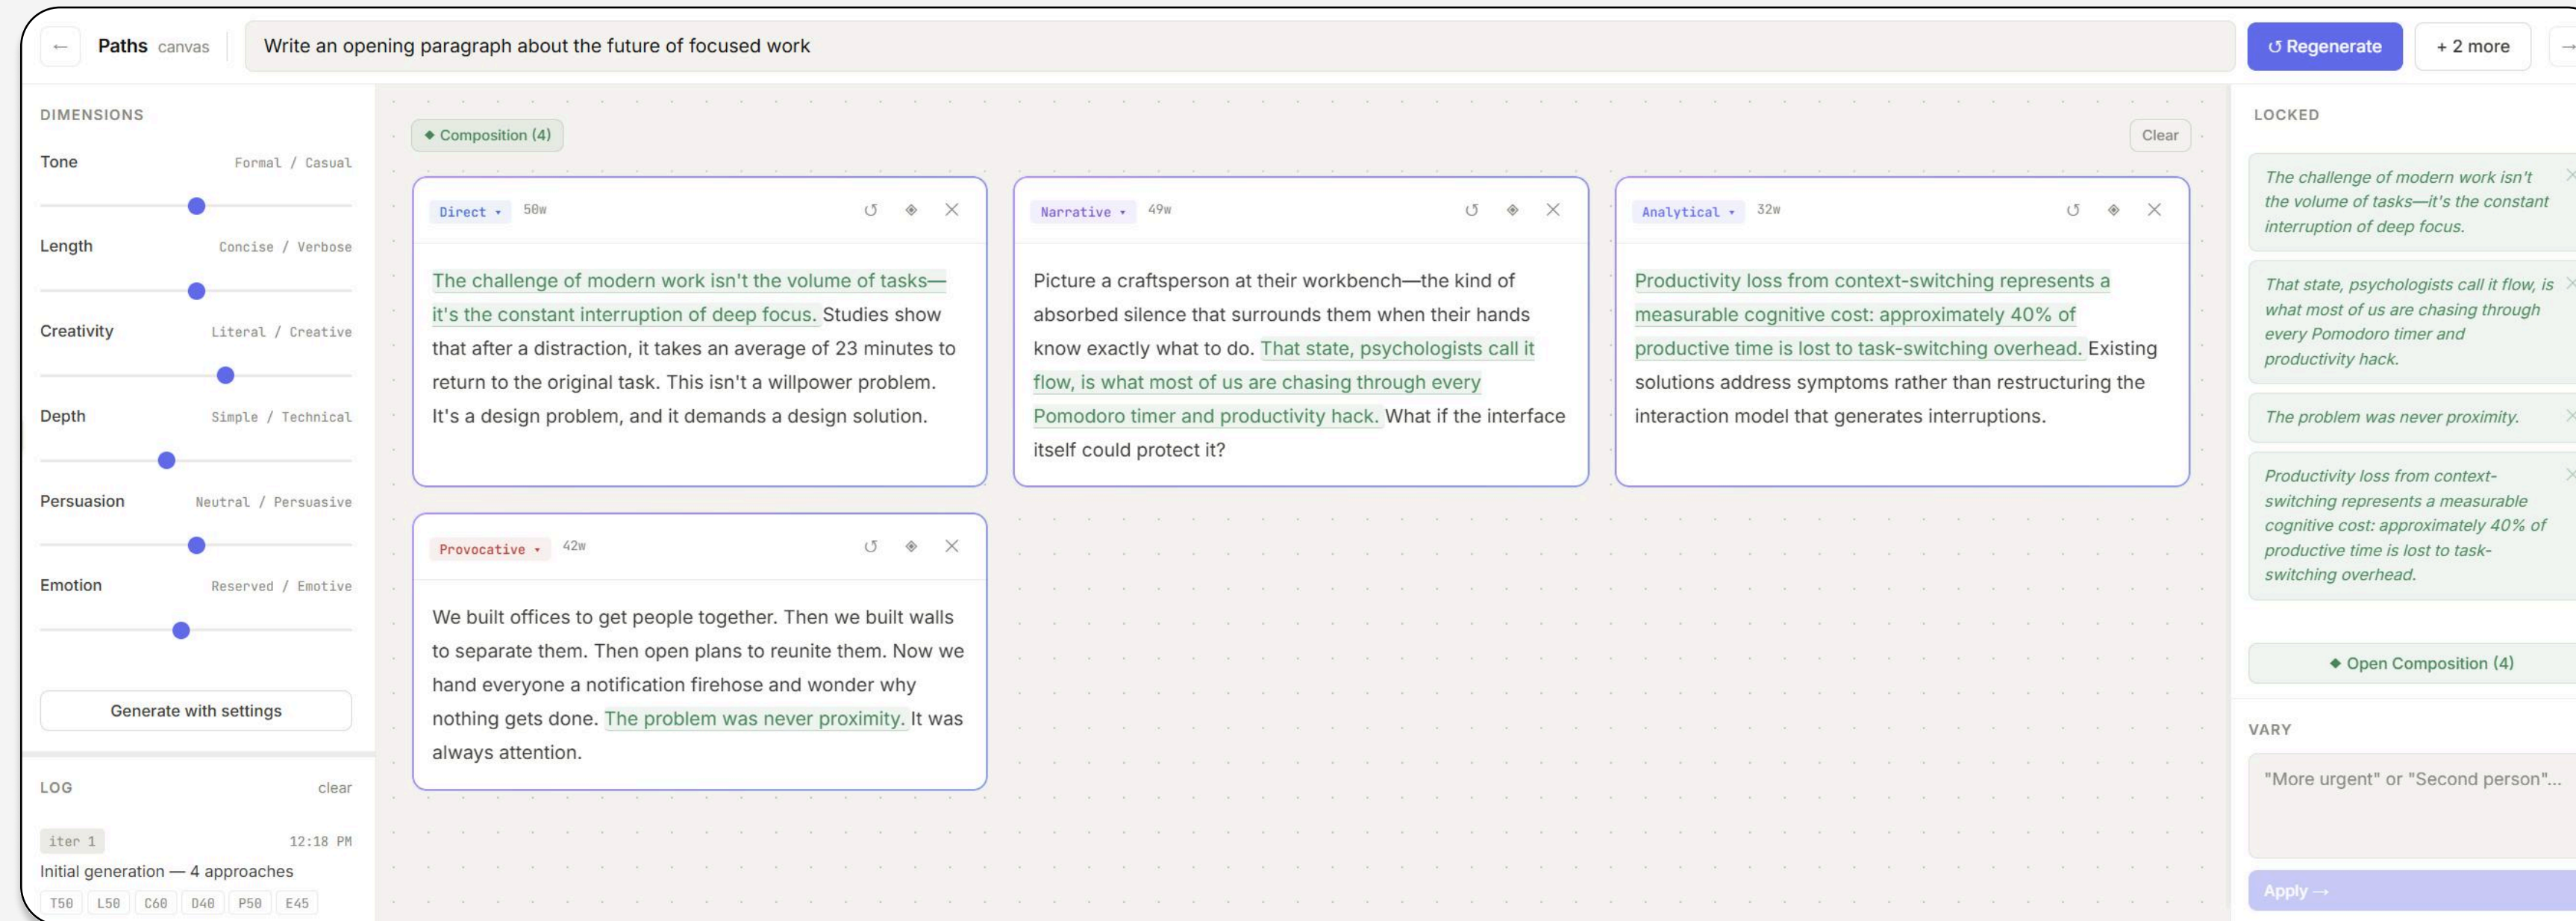 ← Paths canvas Write an opening paragraph about the future of focused work ↺ Regenerate + 2 more →
DIMENSIONS
Tone Formal / Casual
Length Concise / Verbose
Creativity Literal / Creative
Depth Simple / Technical
Persuasion Neutral / Persuasive
Emotion Reserved / Emotive
Generate with settings
LOG clear
iter 1 12:18 PM
Initial generation — 4 approaches
T50 L50 C60 D40 P50 E45
◆ Composition (4) Clear
Direct ▾ 50w
The challenge of modern work isn't the volume of tasks—
it's the constant interruption of deep focus. Studies show
that after a distraction, it takes an average of 23 minutes to
return to the original task. This isn't a willpower problem.
It's a design problem, and it demands a design solution.
Narrative ▾ 49w
Picture a craftsperson at their workbench—the kind of
absorbed silence that surrounds them when their hands
know exactly what to do. That state, psychologists call it
flow, is what most of us are chasing through every
Pomodoro timer and productivity hack. What if the interface
itself could protect it?
Analytical ▾ 32w
Productivity loss from context-switching represents a
measurable cognitive cost: approximately 40% of
productive time is lost to task-switching overhead. Existing
solutions address symptoms rather than restructuring the
interaction model that generates interruptions.
Provocative ▾ 42w
We built offices to get people together. Then we built walls
to separate them. Then open plans to reunite them. Now we
hand everyone a notification firehose and wonder why
nothing gets done. The problem was never proximity. It was
always attention.
LOCKED
The challenge of modern work isn't
the volume of tasks—it's the constant
interruption of deep focus.
That state, psychologists call it flow, is
what most of us are chasing through
every Pomodoro timer and
productivity hack.
The problem was never proximity.
Productivity loss from context-
switching represents a measurable
cognitive cost: approximately 40% of
productive time is lost to task-
switching overhead.
◆ Open Composition (4)
VARY
"More urgent" or "Second person"...
Apply →